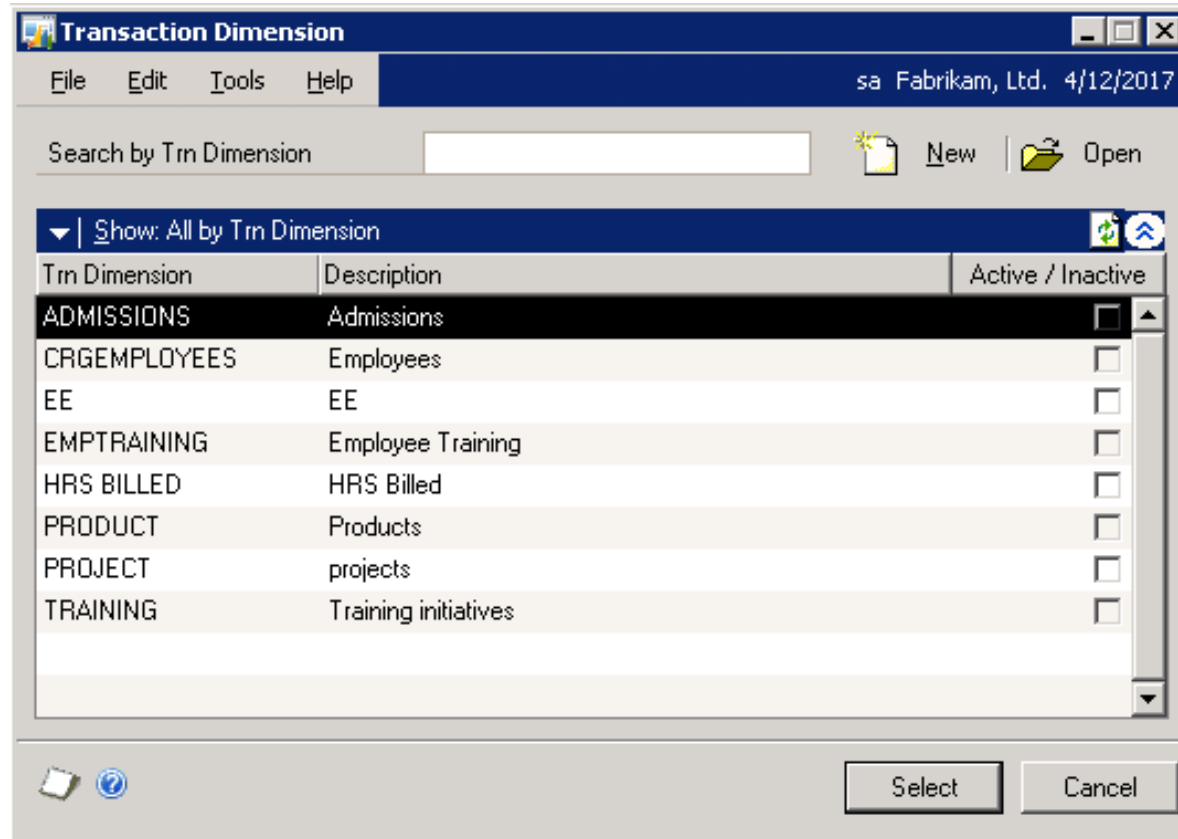 Transaction Dimension
File Edit Tools Help sa Fabrikam, Ltd. 4/12/2017
Search by Trn Dimension New Open
Show: All by Trn Dimension
Trn Dimension Description Active / Inactive
ADMISSIONS Admissions
CRGEMPLOYEES Employees
EE EE
EMPTRAINING Employee Training
HRS BILLED HRS Billed
PRODUCT Products
PROJECT projects
TRAINING Training initiatives
Select Cancel